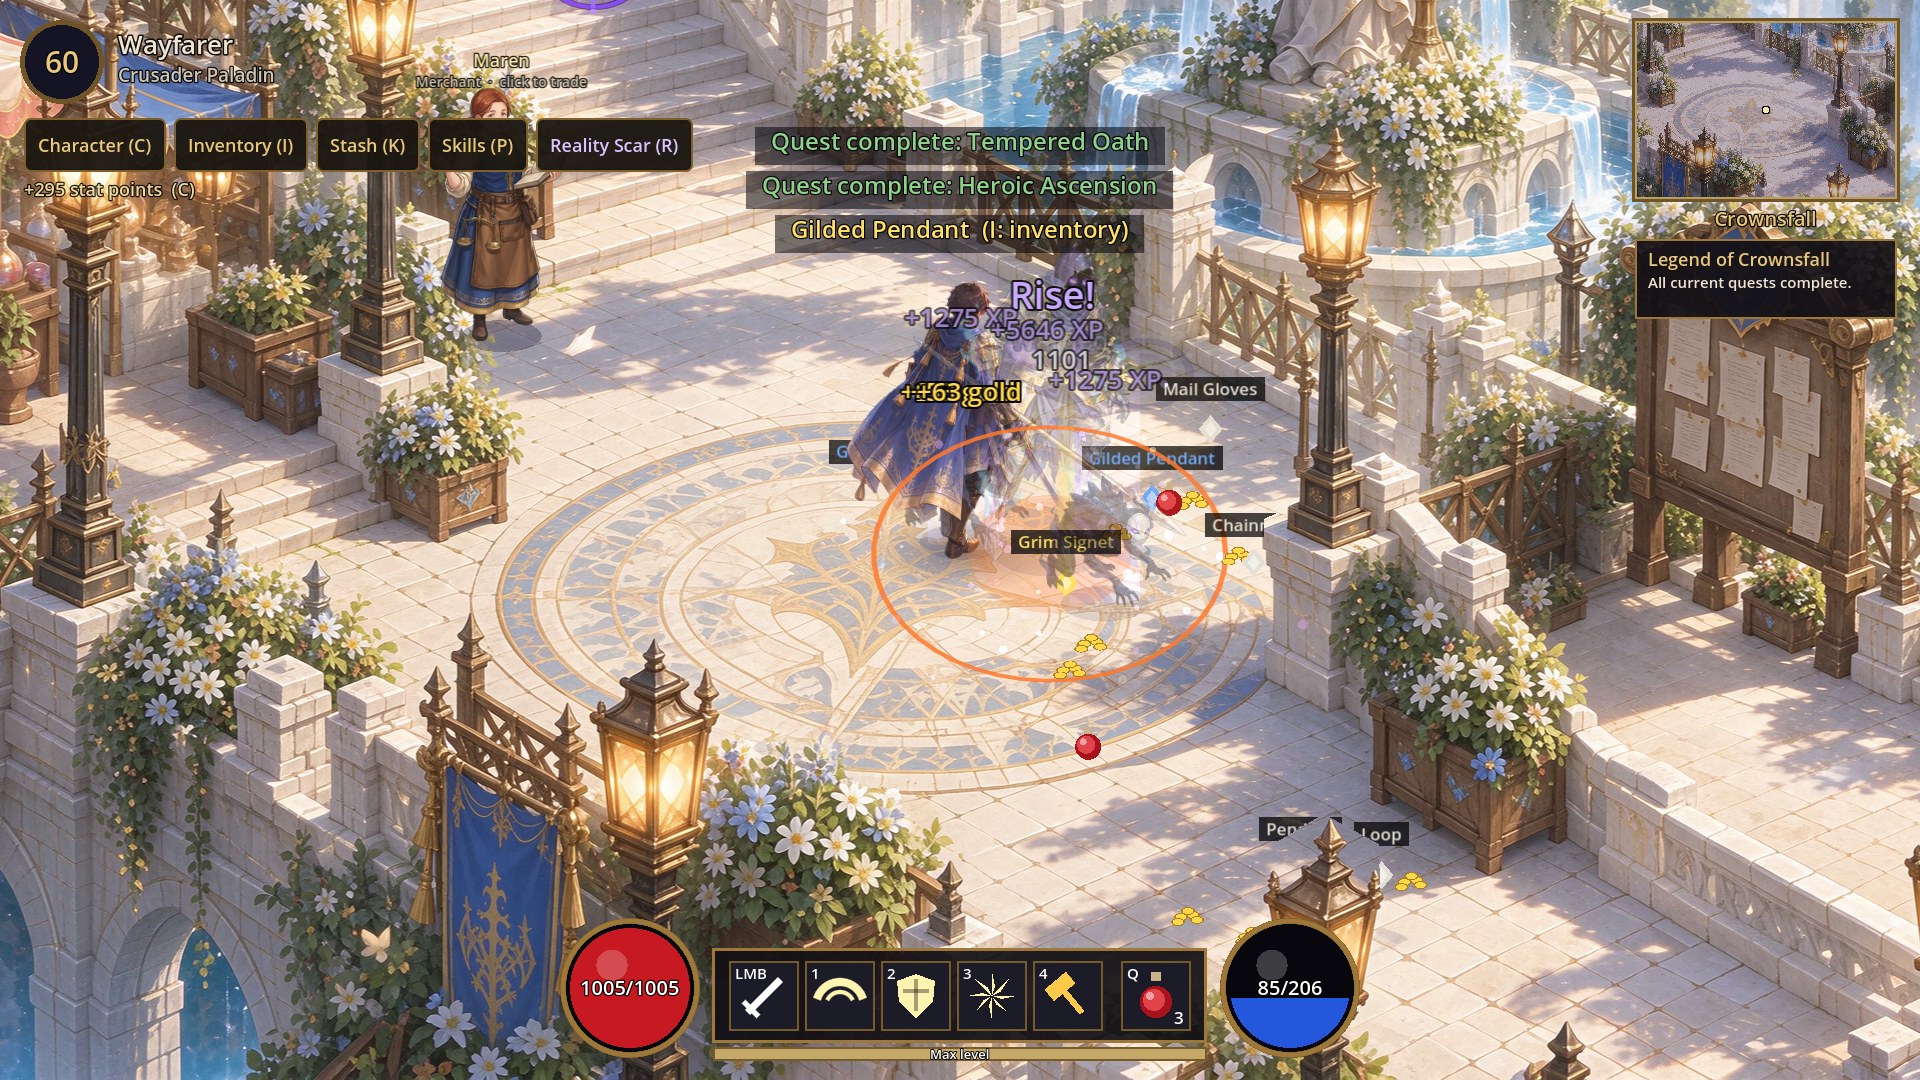 60
Wayfarer
Crusader Paladin
Maren
Merchant - click to trade
Character (C)
Inventory (I)
Stash (K)
Skills (P)
Reality Scar (R)
+295 stat points (C)
Quest complete: Tempered Oath
Quest complete: Heroic Ascension
Gilded Pendant (I: inventory)
Crownsfall
Legend of Crownsfall
All current quests complete.
Rise!
+1275 XP
+5646 XP
1101
+1275 XP
+63 gold
Mail Gloves
G
Gilded Pendant
Chain
Grim Signet
Pen
Loop
1005/1005
LMB
1
2
3
4
Q
3
85/206
Max level